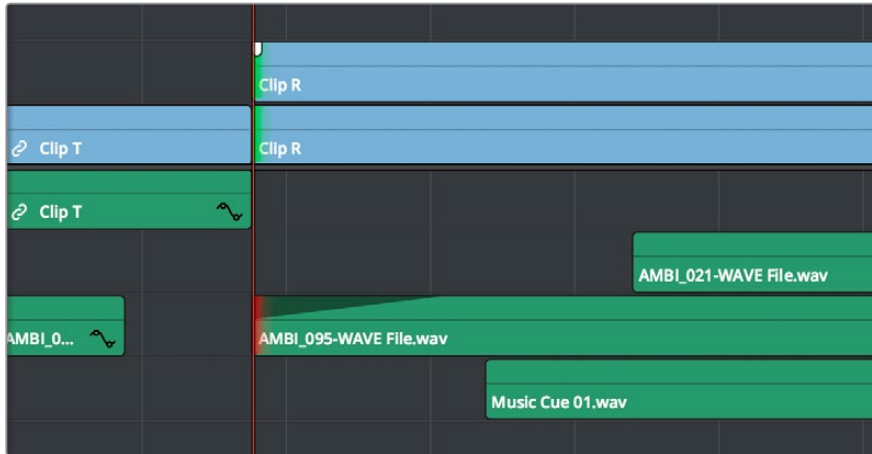 Clip R
Clip T
Clip R
Clip T
AMBI_021-WAVE File.wav
AMBI_0...
AMBI_095-WAVE File.wav
Music Cue 01.wav